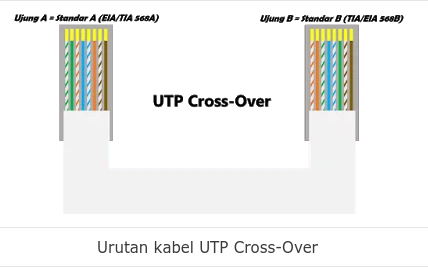 Ujung A = Standar A (EIA/TIA 568A)
Ujung B = Standar B (TIA/EIA 568B)
UTP Cross-Over
Urutan kabel UTP Cross-Over